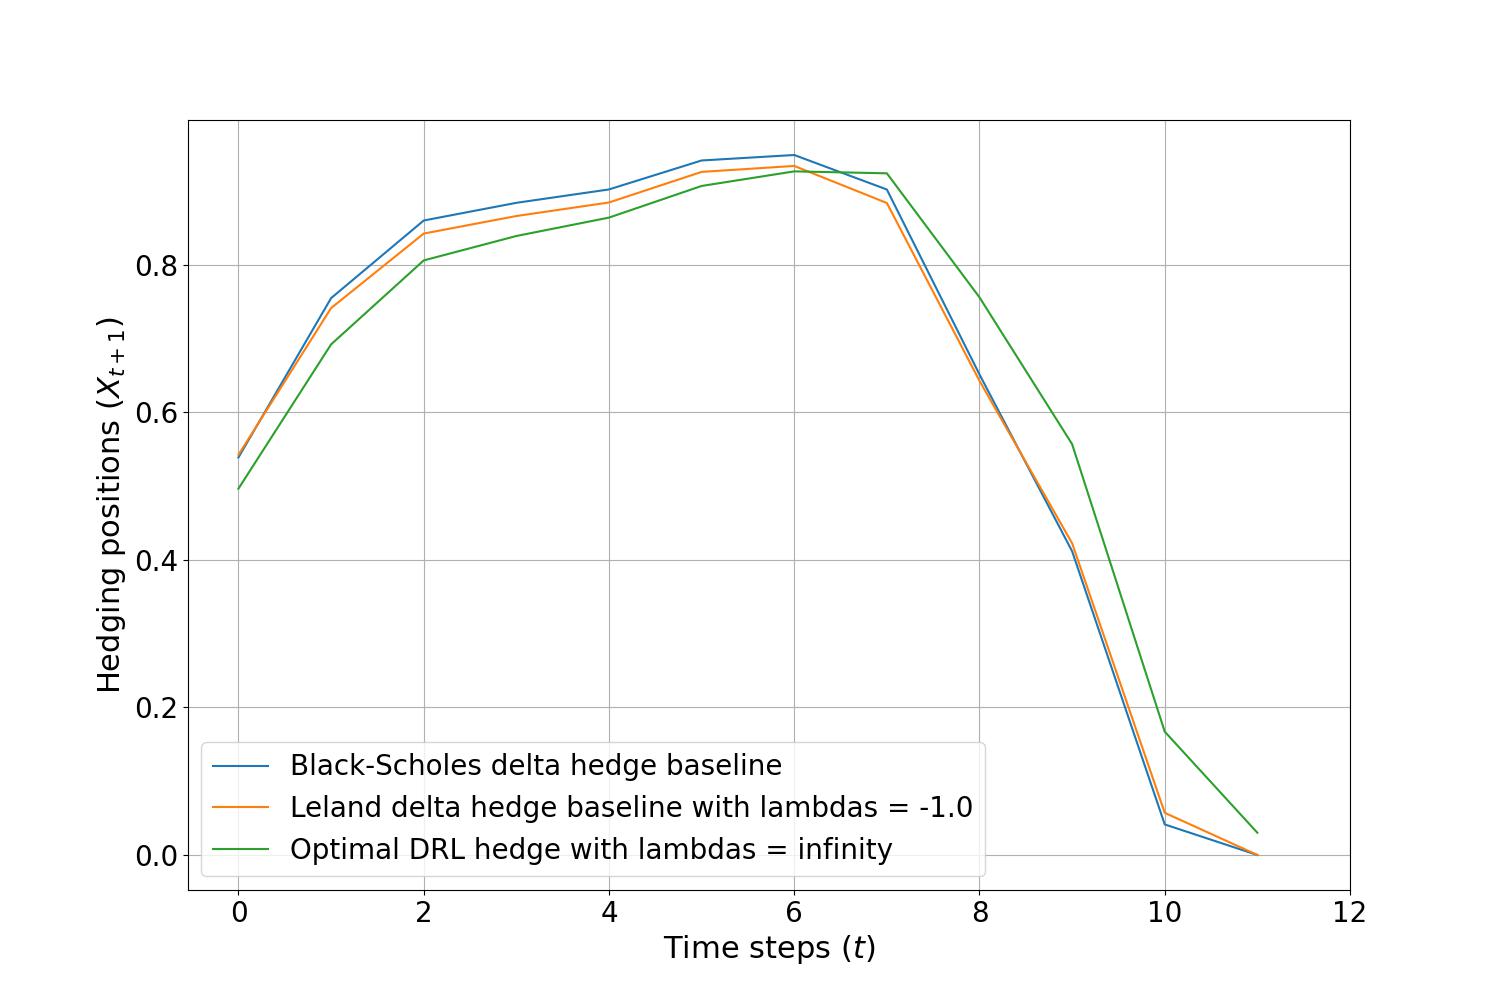 0.8
0.6
0.4
0.2
0.0
Hedging positions (X_{t+1})
Black-Scholes delta hedge baseline
Leland delta hedge baseline with lambdas = -1.0
Optimal DRL hedge with lambdas = infinity
0 2 4 6 8 10 12
Time steps (t)